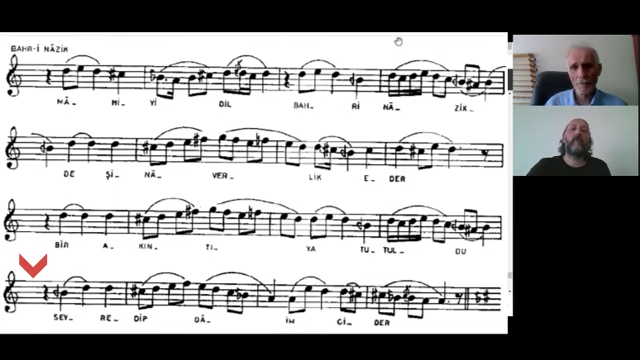 BAHR-İ NÂZİK
MÂ- Hİ- Yİ DİL BAH- Rİ NÂ- ZİK-
DE Şİ- NÂ- VER- LİK E- DER
BİR A- KIN- TI- YA TU- TUL- DU
SEY- RE- DİP DÂ- İM Gİ- DER